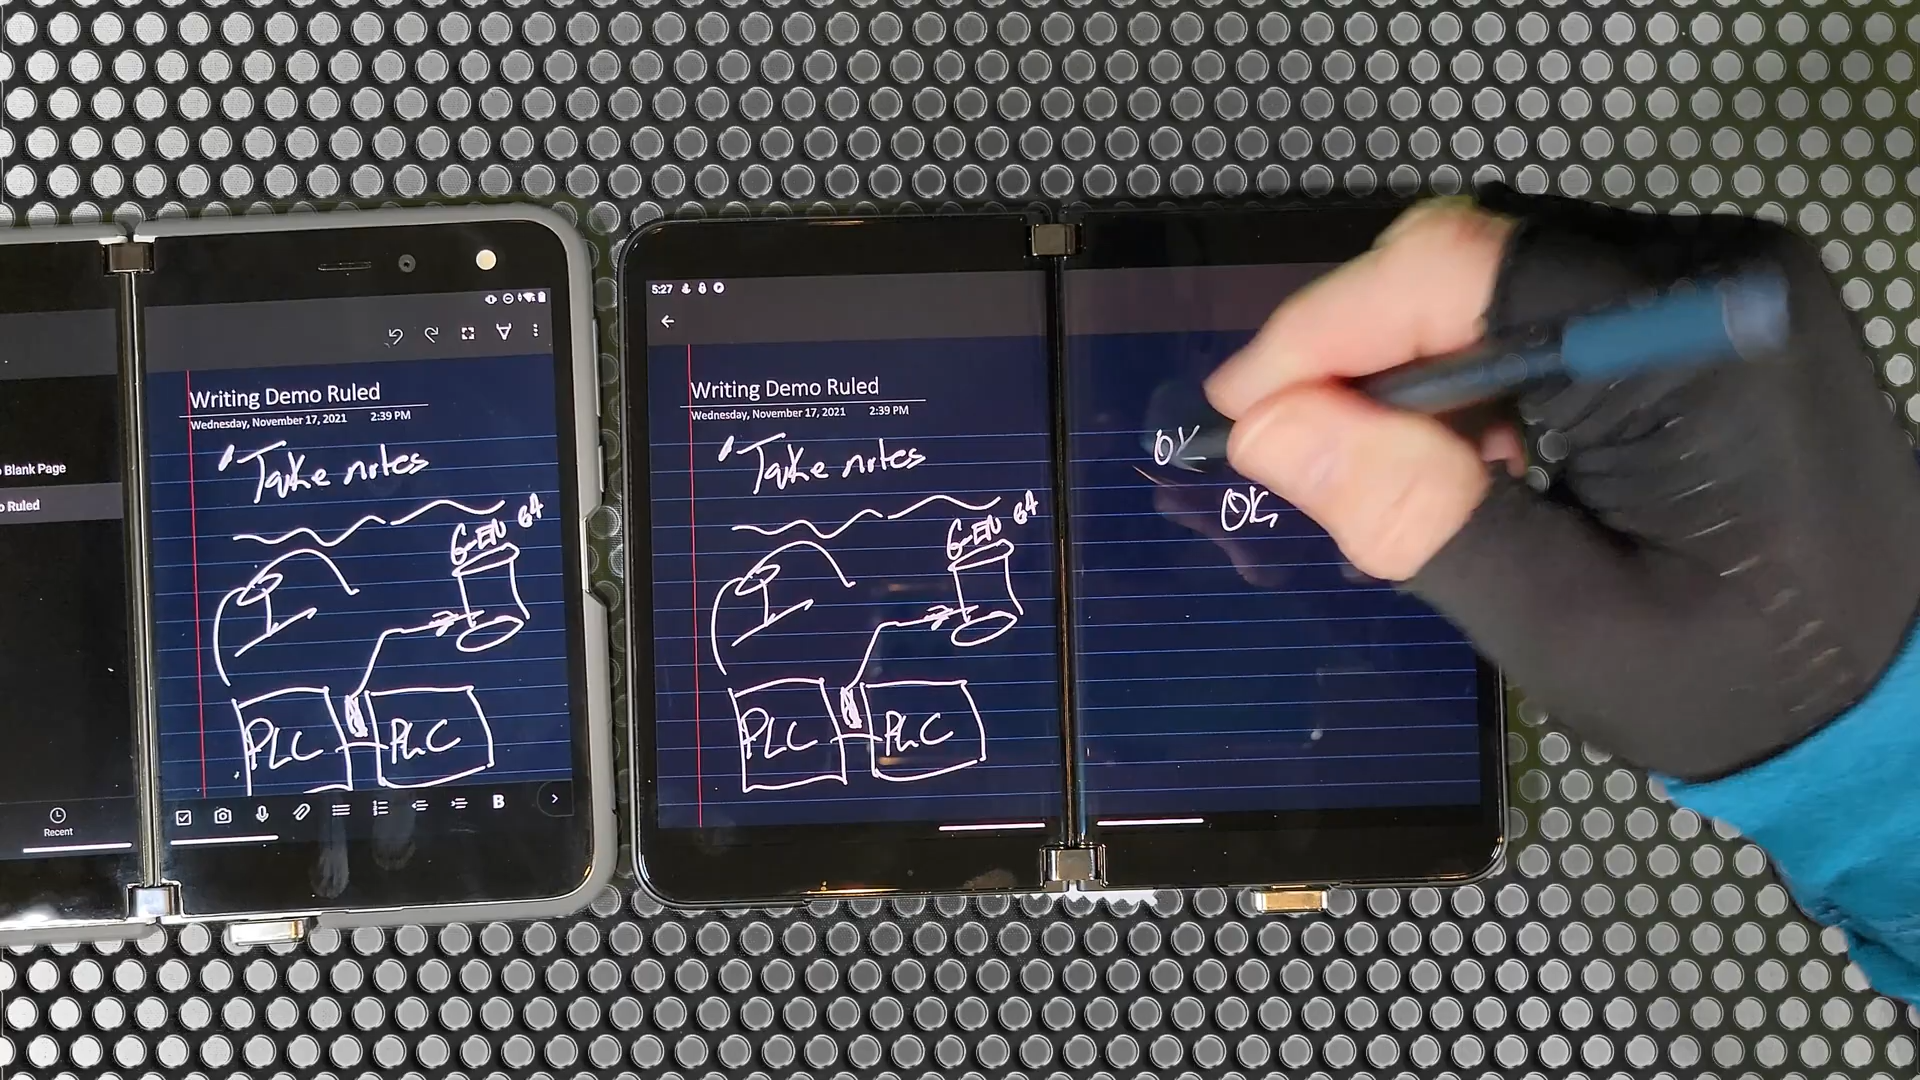 Blank Page
Ruled
Recent
Writing Demo Ruled
Wednesday, November 17, 2021 2:39 PM
Take notes
GEN
PLC PLC
B
5:27
Writing Demo Ruled
Wednesday, November 17, 2021 2:39 PM
Take notes
GEN
PLC PLC
OK
OK